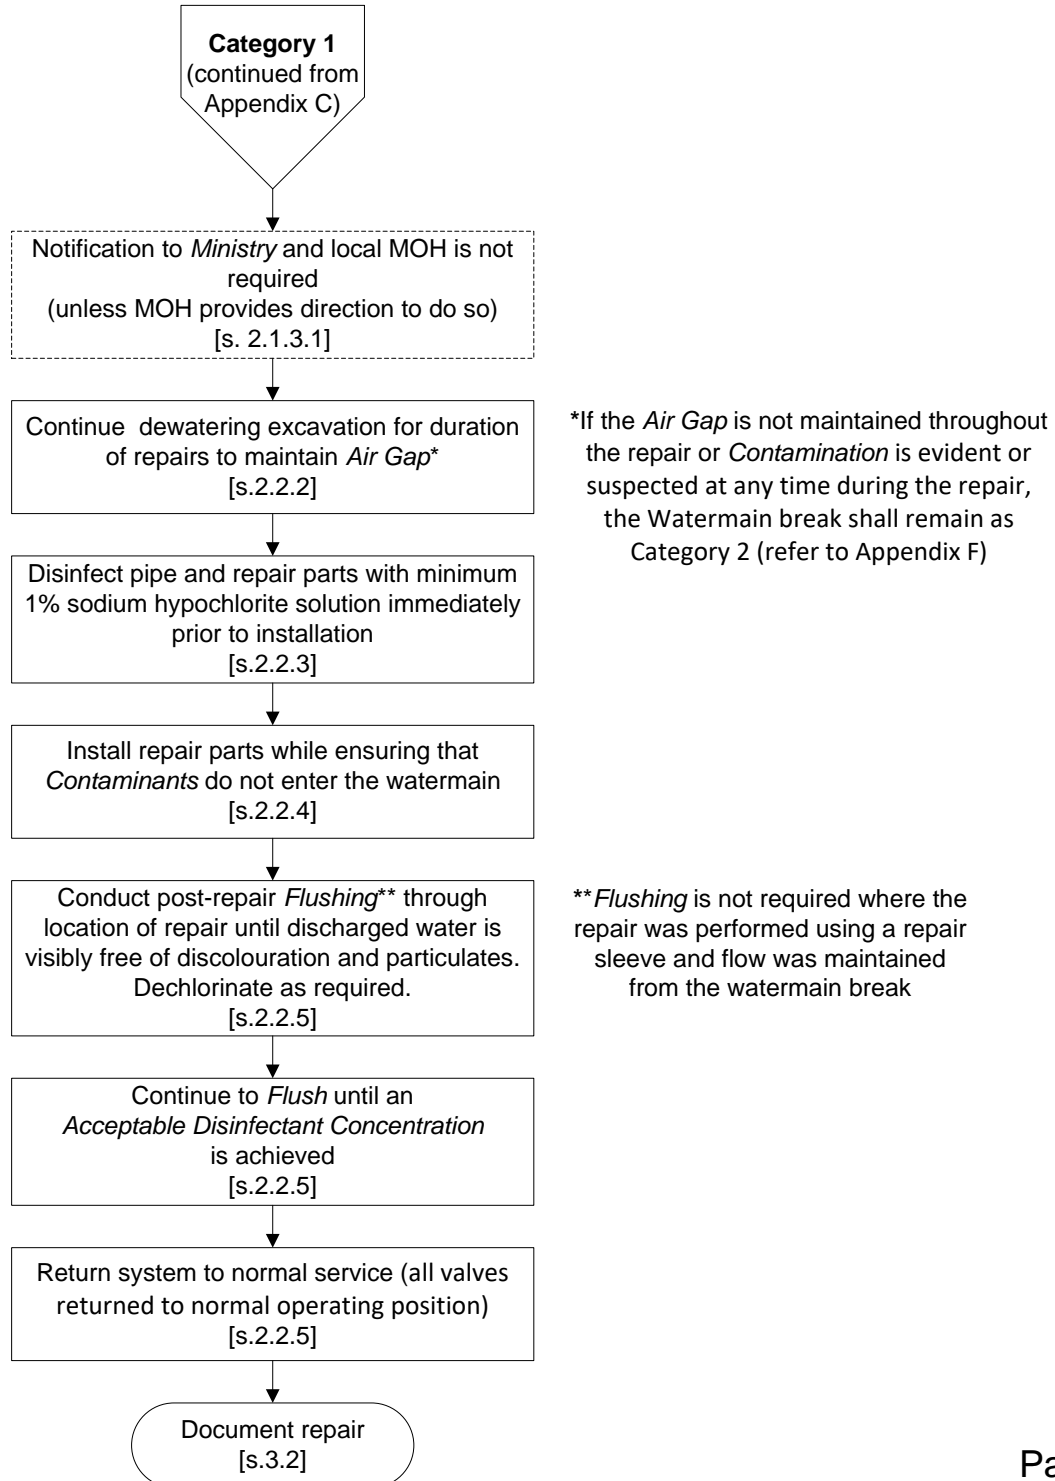 Category 1
(continued from
Appendix C)
Notification to Ministry and local MOH is not
required
(unless MOH provides direction to do so)
[s. 2.1.3.1]
Continue dewatering excavation for duration
of repairs to maintain Air Gap*
[s.2.2.2]
*If the Air Gap is not maintained throughout
the repair or Contamination is evident or
suspected at any time during the repair,
the Watermain break shall remain as
Category 2 (refer to Appendix F)
Disinfect pipe and repair parts with minimum
1% sodium hypochlorite solution immediately
prior to installation
[s.2.2.3]
Install repair parts while ensuring that
Contaminants do not enter the watermain
[s.2.2.4]
Conduct post-repair Flushing** through
location of repair until discharged water is
visibly free of discolouration and particulates.
Dechlorinate as required.
[s.2.2.5]
**Flushing is not required where the
repair was performed using a repair
sleeve and flow was maintained
from the watermain break
Continue to Flush until an
Acceptable Disinfectant Concentration
is achieved
[s.2.2.5]
Return system to normal service (all valves
returned to normal operating position)
[s.2.2.5]
Document repair
[s.3.2]
Pa